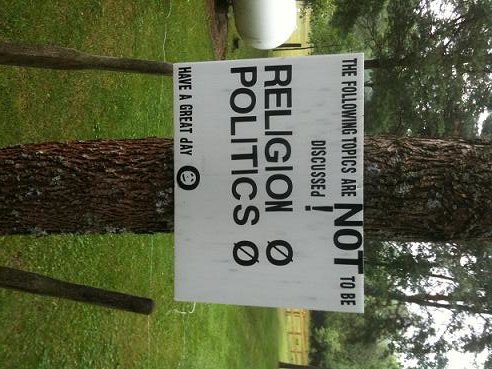 THE FOLLOWING TOPICS ARE NOT TO BE
DISCUSSED!
RELIGION Ø
POLITICS Ø
HAVE A GREAT dAY